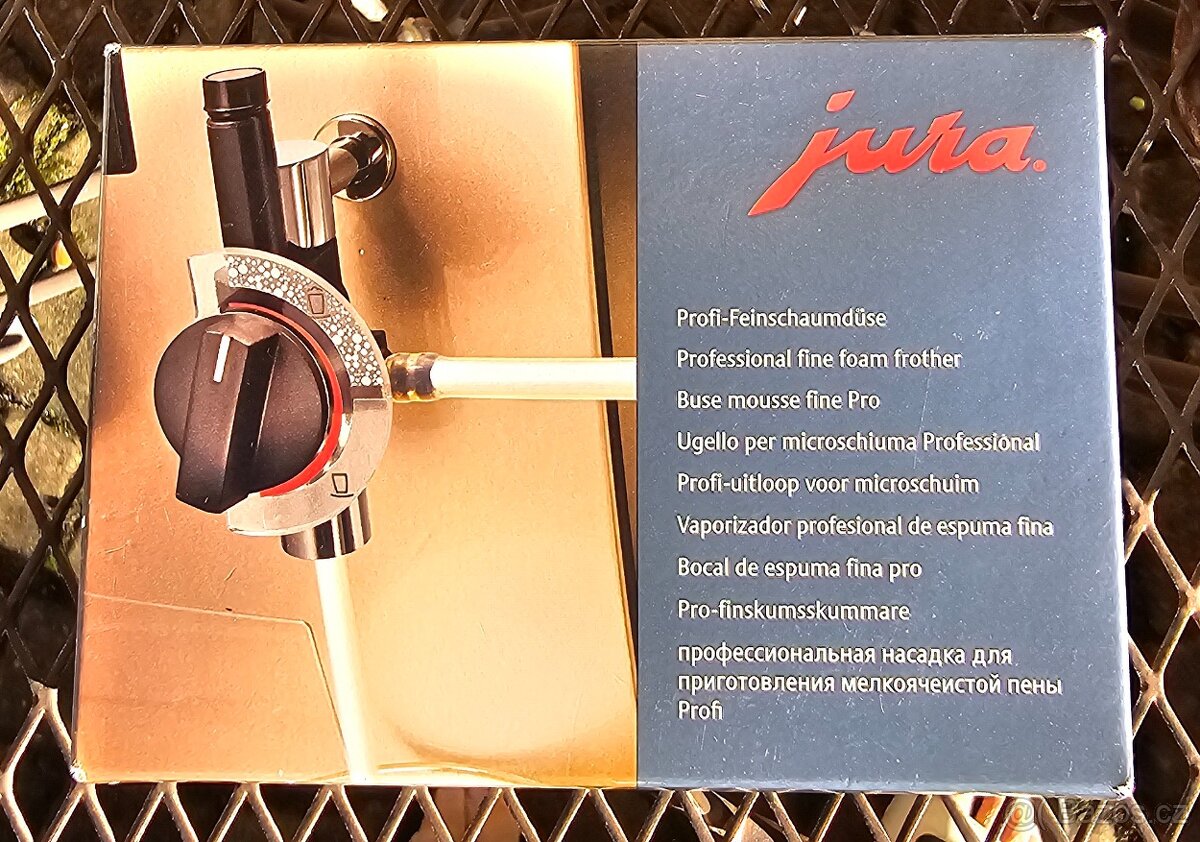 jura.
Profi-Feinschaumdüse
Professional fine foam frother
Buse mousse fine Pro
Ugello per microschiuma Professional
Profi-uitloop voor microschuim
Vaporizador profesional de espuma fina
Bocal de espuma fina pro
Pro-finskumsskummare
профессиональная насадка для
приготовления мелкоячеистой пены
Profi
Bazos.cz